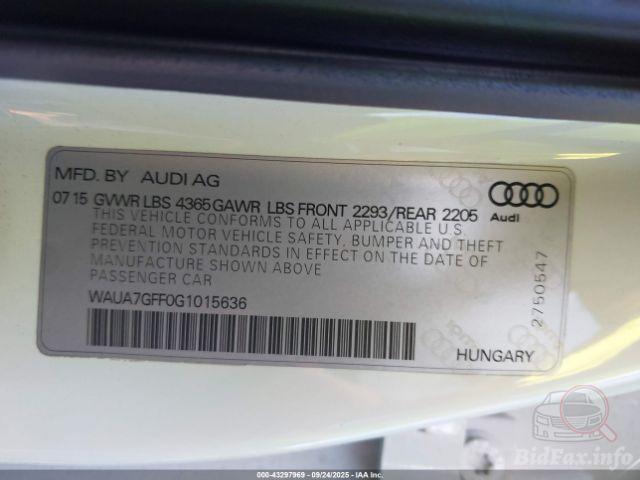 MFD. BY AUDI AG
07 15 GVWR LBS 4365 GAWR LBS FRONT 2293/REAR 2205
THIS VEHICLE CONFORMS TO ALL APPLICABLE U.S.
FEDERAL MOTOR VEHICLE SAFETY, BUMPER AND THEFT
PREVENTION STANDARDS IN EFFECT ON THE DATE OF
MANUFACTURE SHOWN ABOVE
PASSENGER CAR
WAUA7GFF0G1015636
Audi
2750547
HUNGARY
BidFax.info
000-43297969 - 09/24/2025 - IAA Inc.